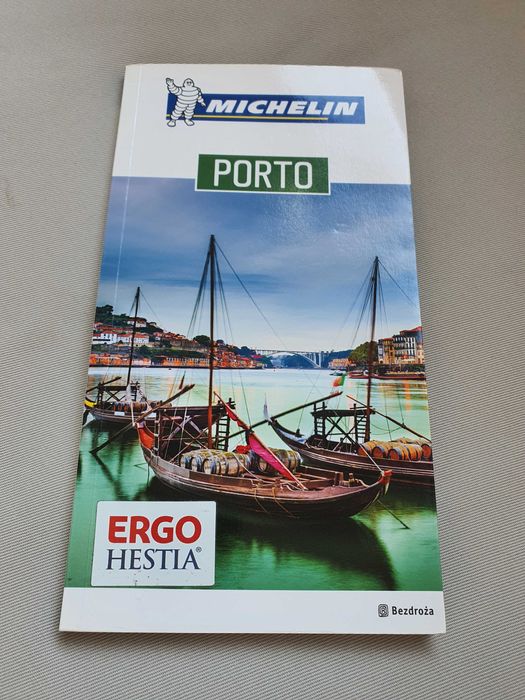 MICHELIN
PORTO
ERGO
HESTIA®
Bezdroża